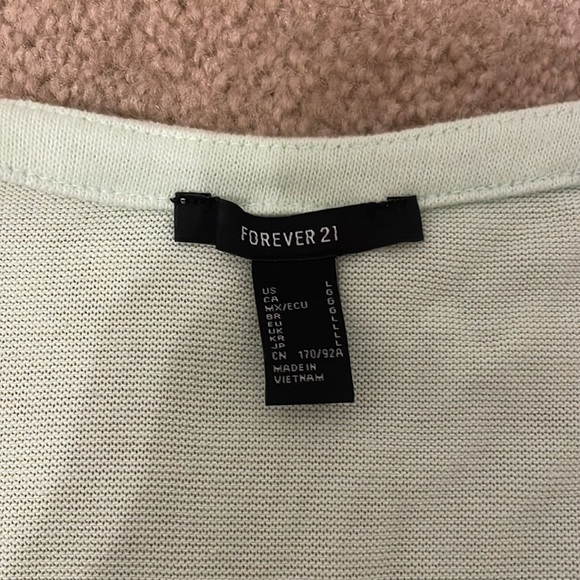 FOREVER 21
US L
CA G
MX/ECU G
BR G
EU L
UK L
KR L
JP L
CN 170/92A
MADE IN
VIETNAM